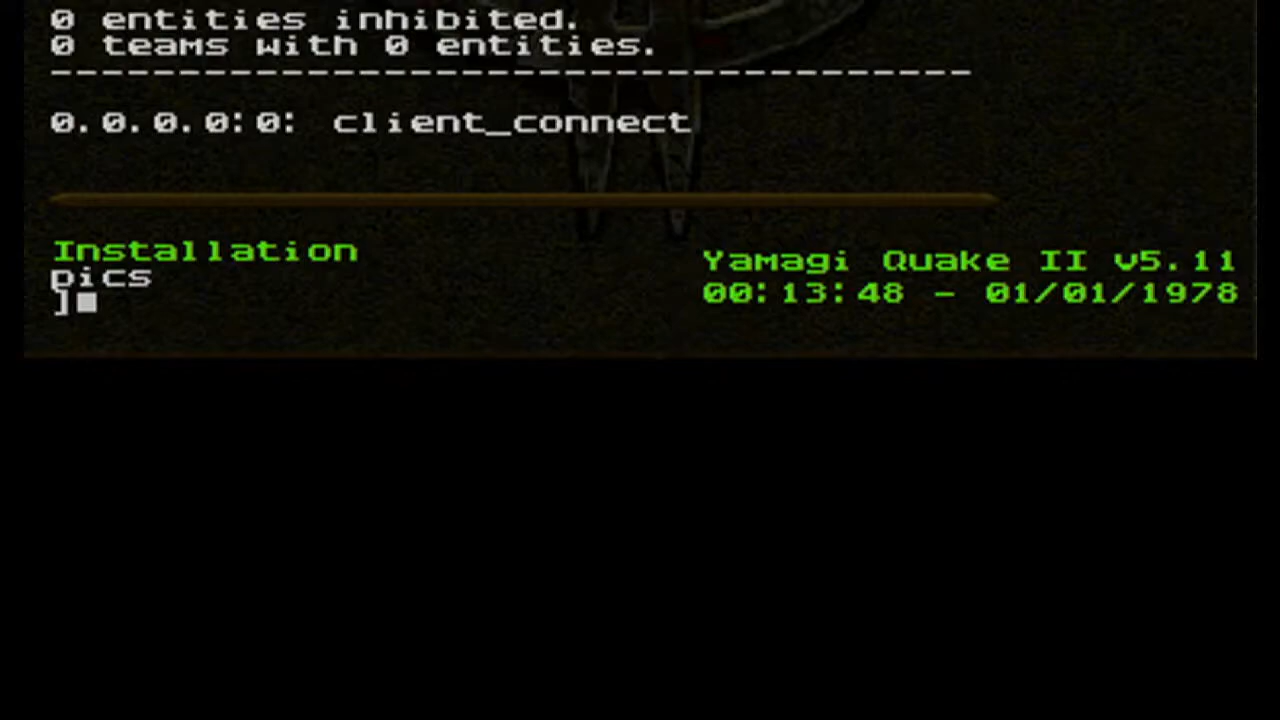 0 entities inhibited.
0 teams with 0 entities.
------------------------------------
0.0.0.0:0: client_connect
Installation
pics
]
Yamagi Quake II v5.11
00:13:48 - 01/01/1978